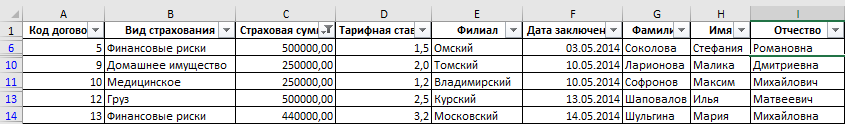 A B C D E F G H I
1 Код догово Вид страхования Страховая сумм Тарифная став Филиал Дата заключен Фамили Имя Отчество
6 5 Финансовые риски 500000,00 1,5 Омский 03.05.2014 Соколова Стефания Романовна
10 9 Домашнее имущество 250000,00 2,0 Томский 10.05.2014 Ларионова Малика Дмитриевна
11 10 Медицинское 250000,00 1,2 Владимирский 10.05.2014 Софронов Максим Михайлович
13 12 Груз 500000,00 2,5 Курский 13.05.2014 Шаповалов Илья Матвеевич
14 13 Финансовые риски 440000,00 3,2 Московский 14.05.2014 Шульгина Мария Михайловна